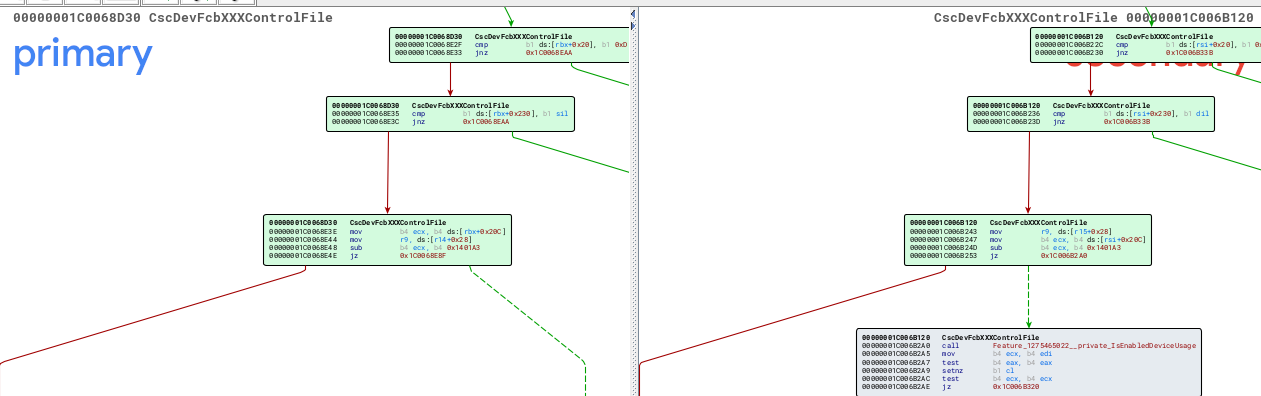 00000001C0068D30 CscDevFcbXXXControlFile
primary
00000001C0068D30 CscDevFcbXXXControlFile
00000001C0068E2F cmp b1 ds:[rbx+0x20], b1 0xD
00000001C0068E33 jnz 0x1C0068EAA
00000001C0068D30 CscDevFcbXXXControlFile
00000001C0068E35 cmp b1 ds:[rbx+0x230], b1 sil
00000001C0068E3C jnz 0x1C0068EAA
00000001C0068D30 CscDevFcbXXXControlFile
00000001C0068E3E mov b4 ecx, b4 ds:[rbx+0x20C]
00000001C0068E44 mov r9, ds:[r14+0x28]
00000001C0068E48 sub b4 ecx, b4 0x1401A3
00000001C0068E4E jz 0x1C0068E8F
CscDevFcbXXXControlFile 00000001C006B120
00000001C006B120 CscDevFcbXXXControlFile
00000001C006B22C cmp b1 ds:[rsi+0x20], b1
00000001C006B230 jnz 0x1C006B33B
00000001C006B120 CscDevFcbXXXControlFile
00000001C006B236 cmp b1 ds:[rsi+0x230], b1 dil
00000001C006B23D jnz 0x1C006B33B
00000001C006B120 CscDevFcbXXXControlFile
00000001C006B243 mov r9, ds:[r15+0x28]
00000001C006B247 mov b4 ecx, b4 ds:[rsi+0x20C]
00000001C006B24D sub b4 ecx, b4 0x1401A3
00000001C006B253 jz 0x1C006B2A0
00000001C006B120 CscDevFcbXXXControlFile
00000001C006B2A0 call Feature_1275465022__private_IsEnabledDeviceUsage
00000001C006B2A5 mov b4 ecx, b4 edi
00000001C006B2A7 test b4 eax, b4 eax
00000001C006B2A9 setnz b1 cl
00000001C006B2AC test b4 ecx, b4 ecx
00000001C006B2AE jz 0x1C006B320